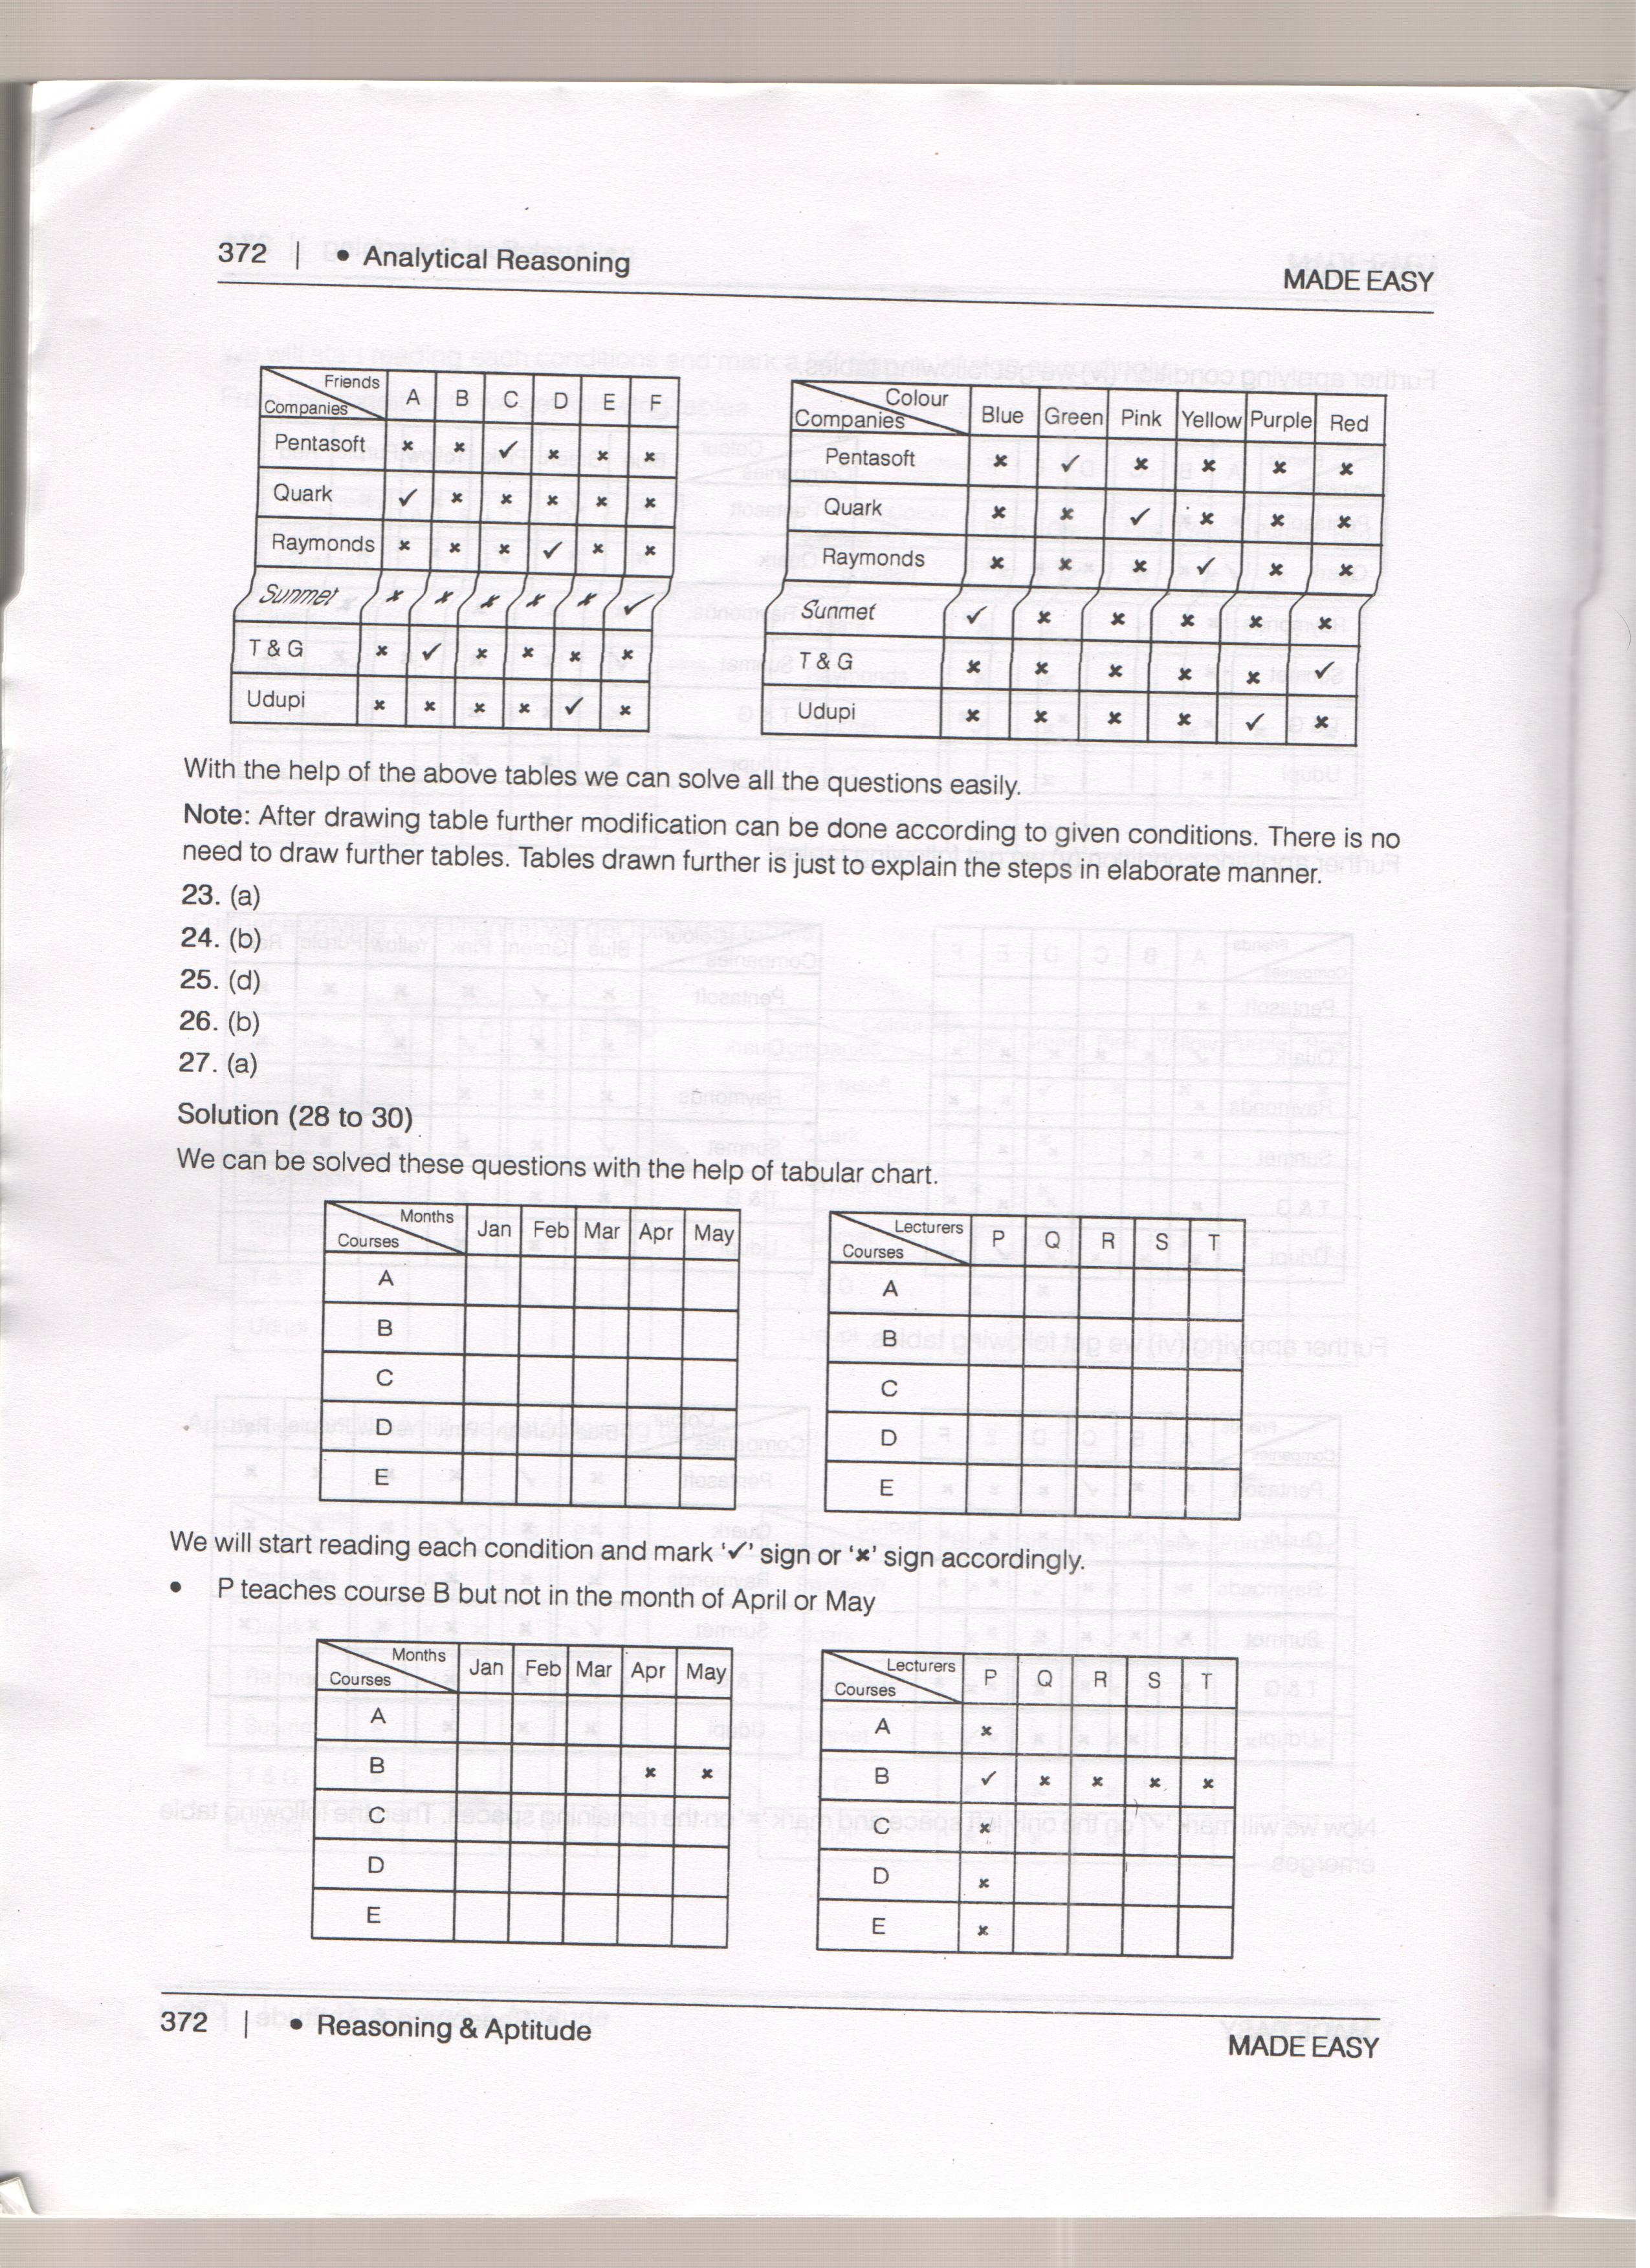 372 | • Analytical Reasoning MADE EASY
Friends A B C D E F
Companies
Pentasoft × × ✓ × × ×
Quark ✓ × × × × ×
Raymonds × × × ✓ × ×
Sunmet × × × × × ✓
T & G × ✓ × × × ×
Udupi × × × × ✓ ×
Colour Blue Green Pink Yellow Purple Red
Companies
Pentasoft × ✓ × × × ×
Quark × × ✓ × × ×
Raymonds × × × ✓ × ×
Sunmet ✓ × × × × ×
T & G × × × × × ✓
Udupi × × × × ✓ ×
With the help of the above tables we can solve all the questions easily.
Note: After drawing table further modification can be done according to given conditions. There is no
need to draw further tables. Tables drawn further is just to explain the steps in elaborate manner.
23. (a)
24. (b)
25. (d)
26. (b)
27. (a)
Solution (28 to 30)
We can be solved these questions with the help of tabular chart.
Months Jan Feb Mar Apr May
Courses
A
B
C
D
E
Lecturers P Q R S T
Courses
A
B
C
D
E
We will start reading each condition and mark ‘✓’ sign or ‘×’ sign accordingly.
• P teaches course B but not in the month of April or May
Months Jan Feb Mar Apr May
Courses
A
B × ×
C
D
E
Lecturers P Q R S T
Courses
A ×
B ✓ × × × ×
C ×
D ×
E ×
372 | • Reasoning & Aptitude MADE EASY